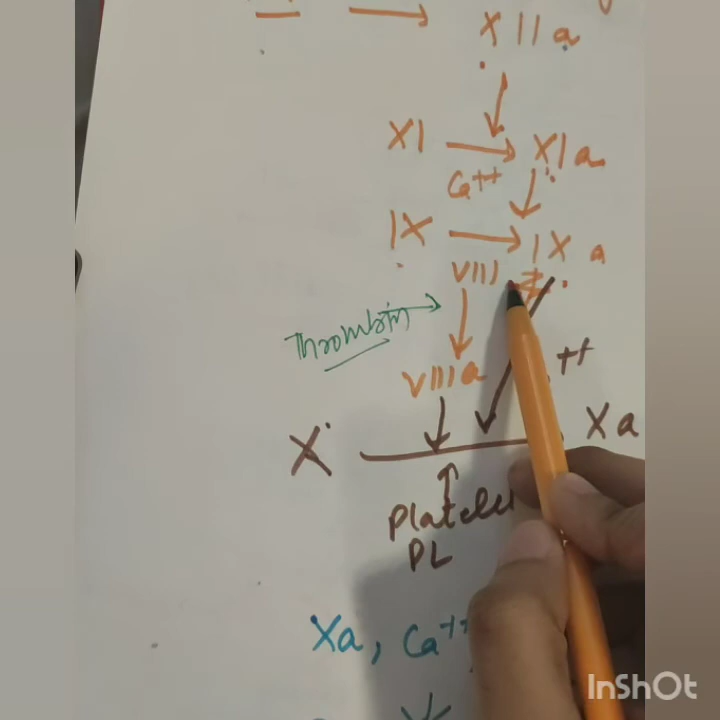 XIIa
XI → XIa
Ca++
IX → IXa
VIII
Thrombin
VIIIa
++
X Xa
Platelet
PL
Xa, Ca++
InShOt